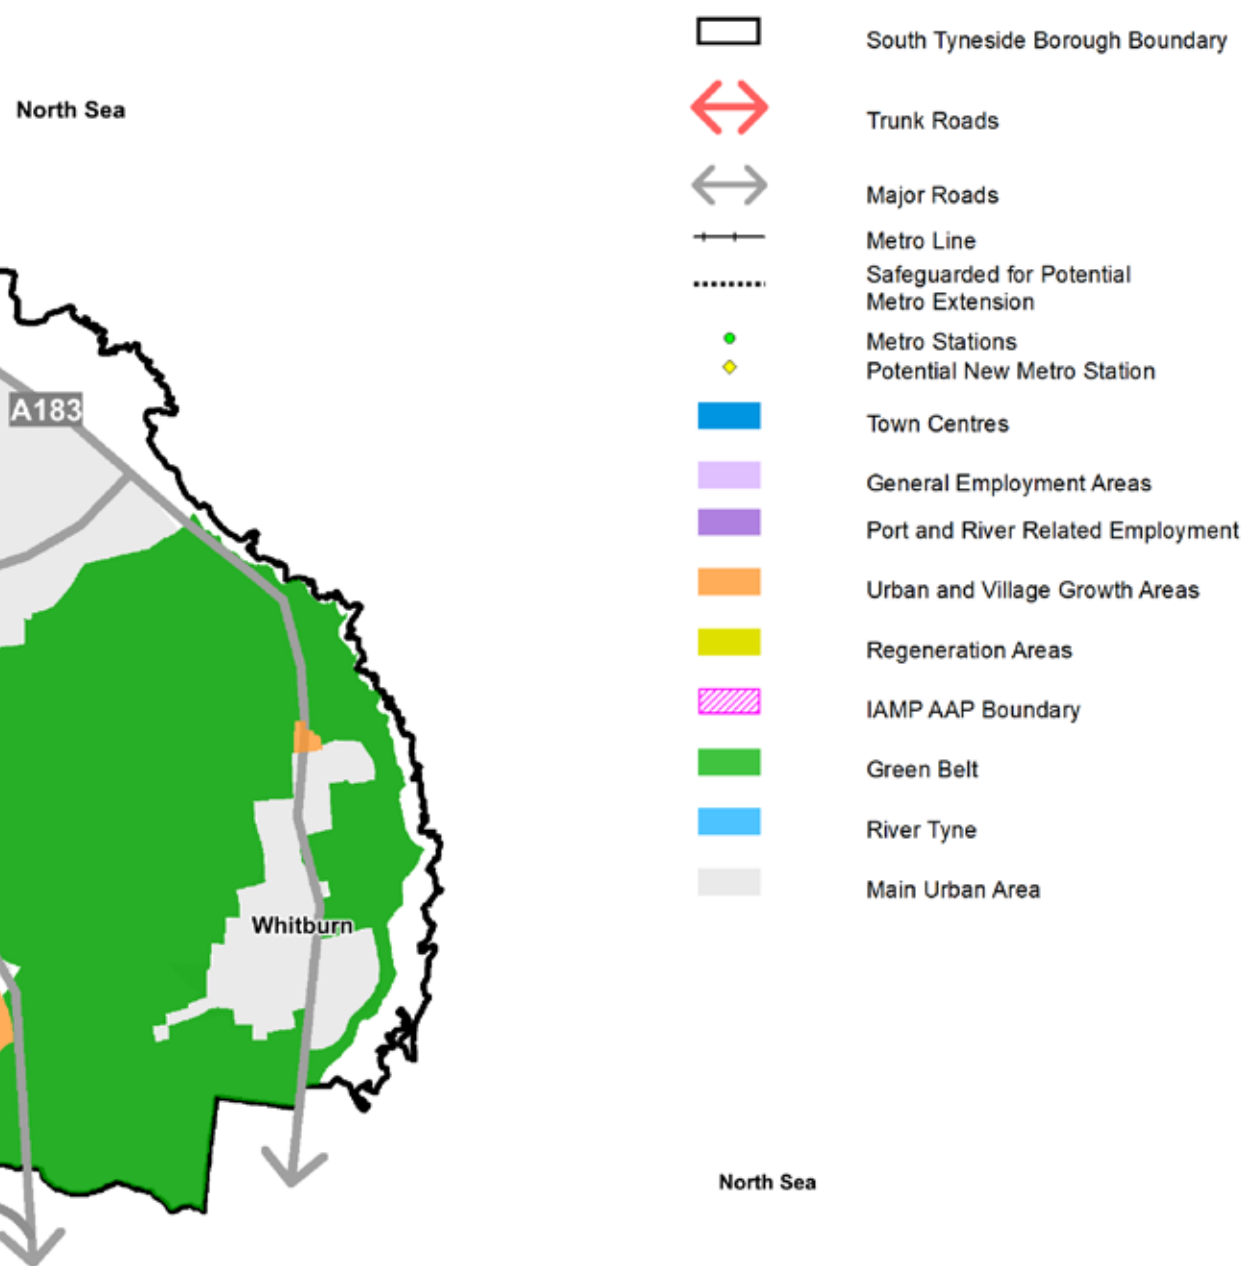 South Tyneside Borough Boundary
North Sea
Trunk Roads
Major Roads
Metro Line
Safeguarded for Potential
Metro Extension
Metro Stations
Potential New Metro Station
A183
Town Centres
General Employment Areas
Port and River Related Employment
Urban and Village Growth Areas
Regeneration Areas
IAMP AAP Boundary
Green Belt
River Tyne
Main Urban Area
Whitburn
North Sea